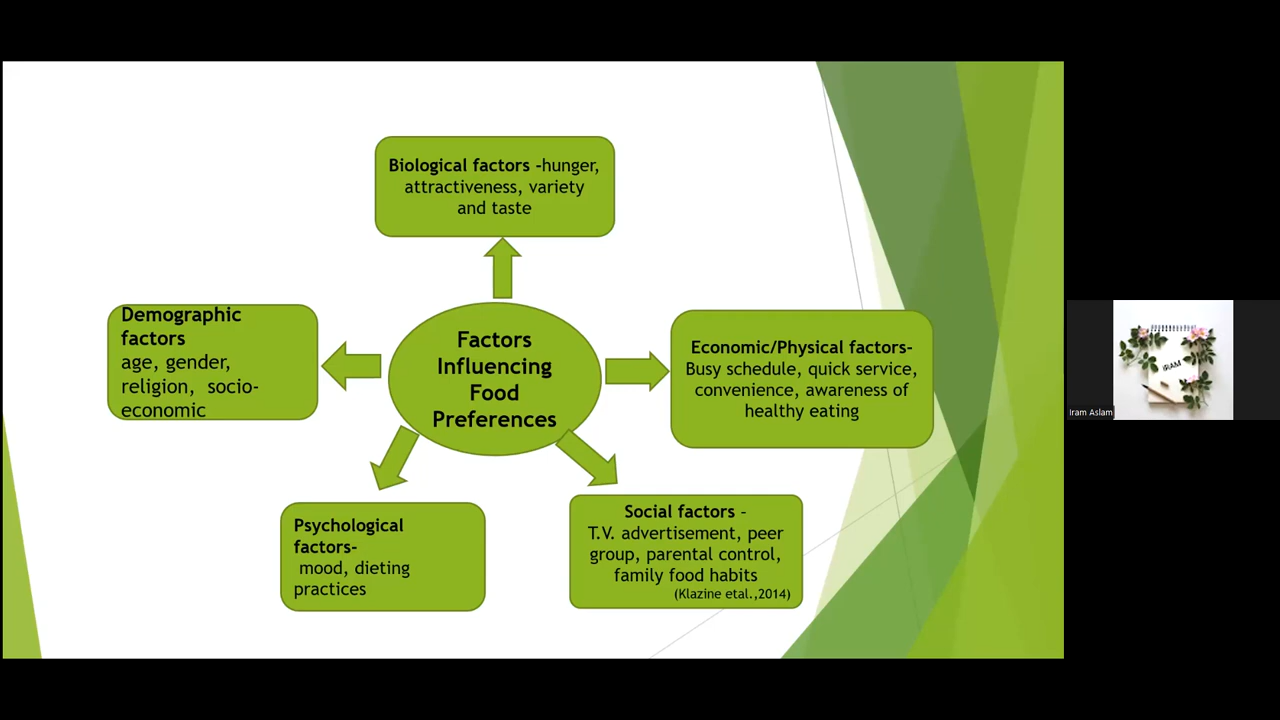 Biological factors -hunger,
attractiveness, variety
and taste
Demographic
factors
age, gender,
religion, socio-
economic
Factors
Influencing
Food
Preferences
Economic/Physical factors-
Busy schedule, quick service,
convenience, awareness of
healthy eating
Psychological
factors-
mood, dieting
practices
Social factors –
T.V. advertisement, peer
group, parental control,
family food habits
(Klazine etal.,2014)
IRAM
Iram Aslam